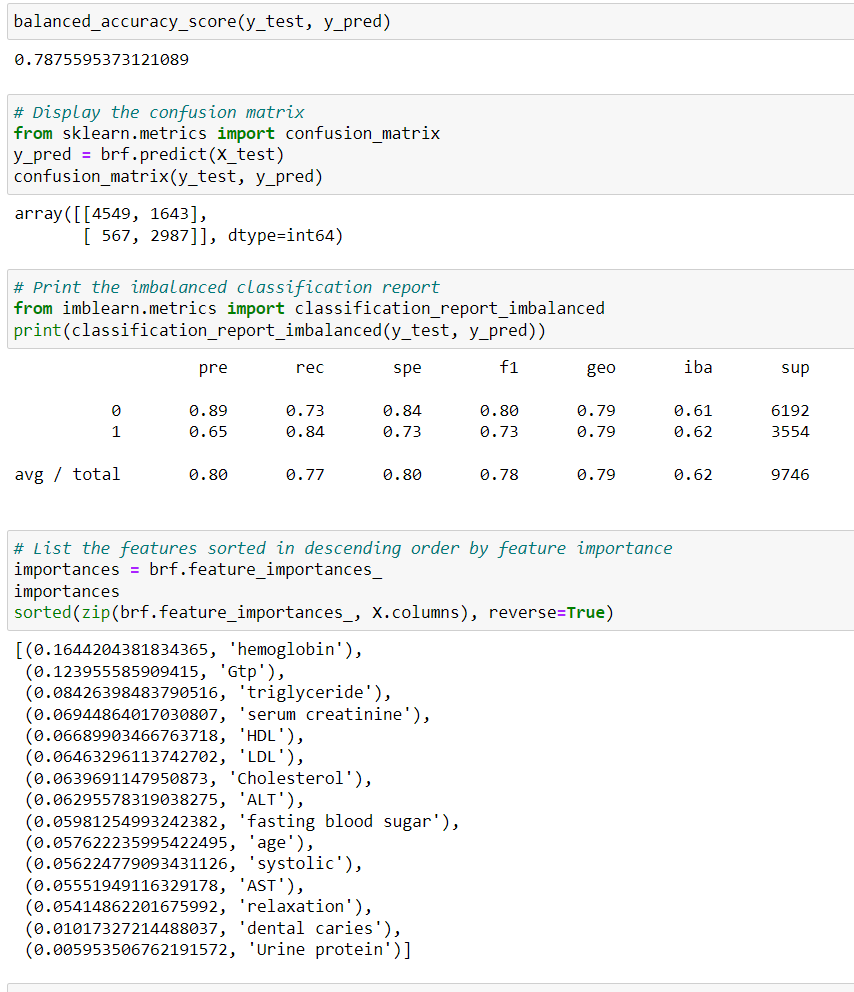 balanced_accuracy_score(y_test, y_pred)
0.7875595373121089
# Display the confusion matrix
from sklearn.metrics import confusion_matrix
y_pred = brf.predict(X_test)
confusion_matrix(y_test, y_pred)
array([[4549, 1643],
[ 567, 2987]], dtype=int64)
# Print the imbalanced classification report
from imblearn.metrics import classification_report_imbalanced
print(classification_report_imbalanced(y_test, y_pred))
pre rec spe f1 geo iba sup
0 0.89 0.73 0.84 0.80 0.79 0.61 6192
1 0.65 0.84 0.73 0.73 0.79 0.62 3554
avg / total 0.80 0.77 0.80 0.78 0.79 0.62 9746
# List the features sorted in descending order by feature importance
importances = brf.feature_importances_
importances
sorted(zip(brf.feature_importances_, X.columns), reverse=True)
[(0.1644204381834365, 'hemoglobin'),
(0.123955585909415, 'Gtp'),
(0.08426398483790516, 'triglyceride'),
(0.06944864017030807, 'serum creatinine'),
(0.06689903466763718, 'HDL'),
(0.06463296113742702, 'LDL'),
(0.0639691147950873, 'Cholesterol'),
(0.06295578319038275, 'ALT'),
(0.05981254993242382, 'fasting blood sugar'),
(0.057622235995422495, 'age'),
(0.056224779093431126, 'systolic'),
(0.05551949116329178, 'AST'),
(0.05414862201675992, 'relaxation'),
(0.01017327214488037, 'dental caries'),
(0.005953506762191572, 'Urine protein')]